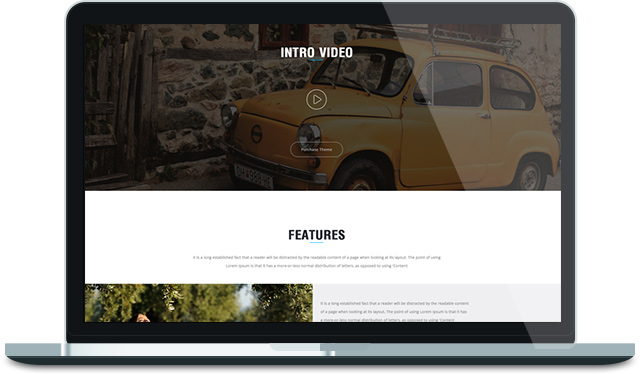 INTRO VIDEO
Purchase Theme
FEATURES
It is a long established fact that a reader will be distracted by the readable content of a page when looking at its layout. The point of using
Lorem Ipsum is that it has a more-or-less normal distribution of letters, as opposed to using 'Content
It is a long established fact that a reader will be distracted by the readable content
of a page when looking at its layout. The point of using Lorem Ipsum is that it has a
more-or-less normal distribution of letters, as opposed to using 'Content